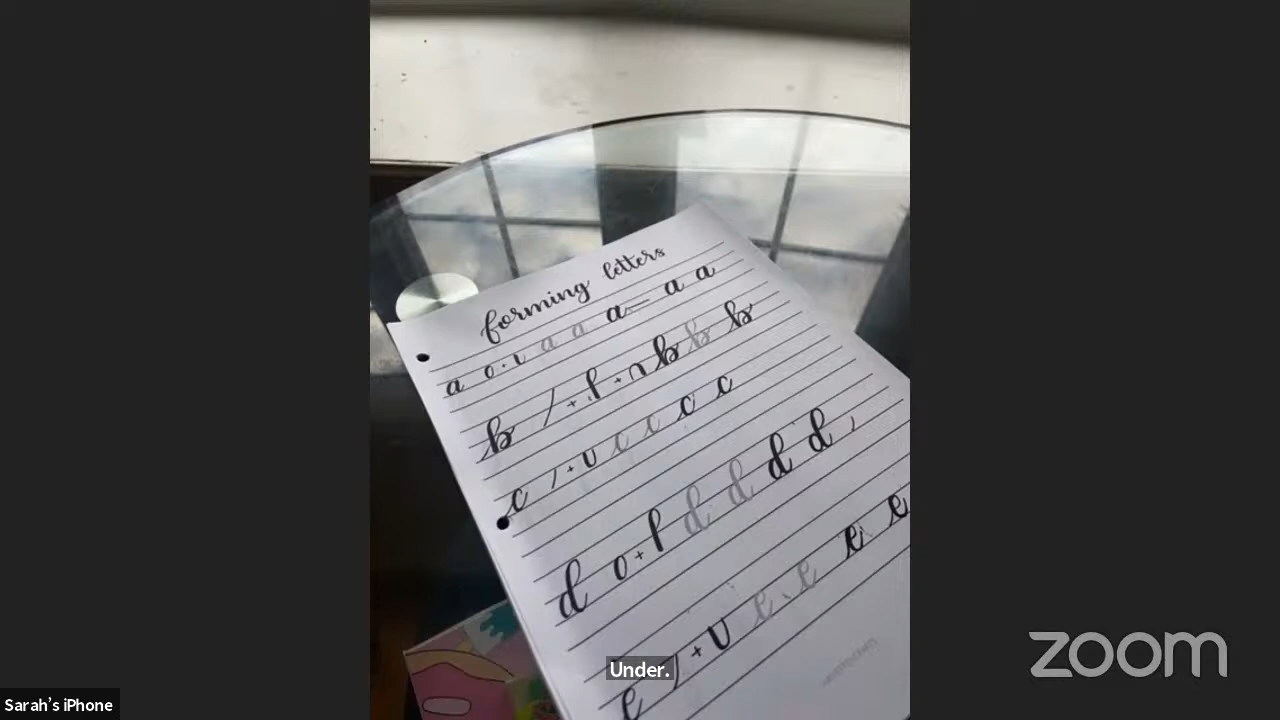 forming letters
a o + ι a a a a a
b / + l + n b b b
c / + υ c c c c
d o + l d d d d
e / + υ e e e e
Under.
Sarah's iPhone
zoom